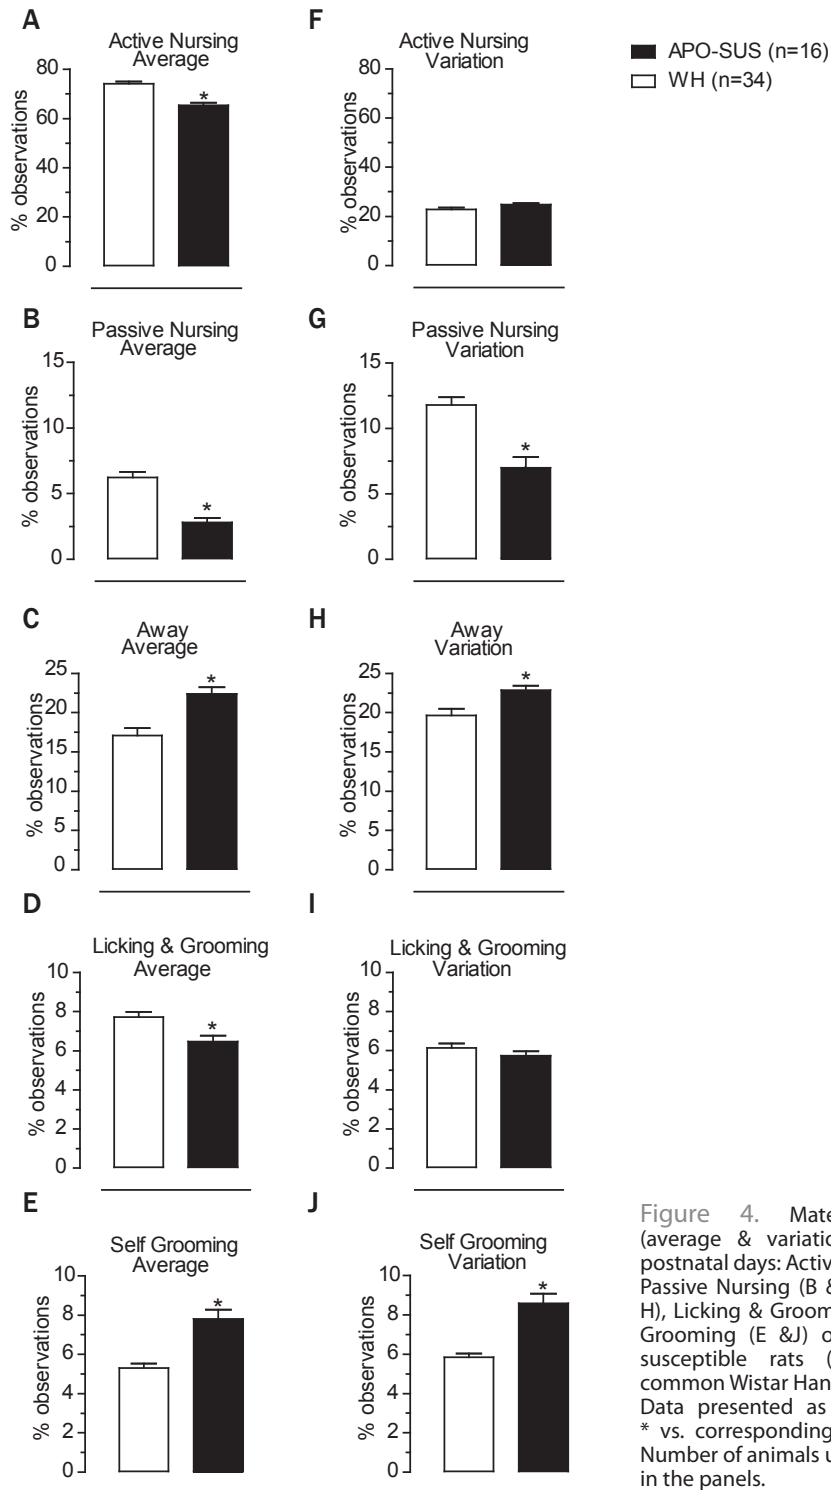 A
Active Nursing
Average
% observations
80
60
40
20
0
*
F
Active Nursing
Variation
% observations
80
60
40
20
0
APO-SUS (n=16)
WH (n=34)
B
Passive Nursing
Average
% observations
15
10
5
0
*
G
Passive Nursing
Variation
% observations
15
10
5
0
*
C
Away
Average
% observations
25
20
15
10
5
0
*
H
Away
Variation
% observations
25
20
15
10
5
0
*
D
Licking & Grooming
Average
% observations
10
8
6
4
2
0
*
I
Licking & Grooming
Variation
% observations
10
8
6
4
2
0
E
Self Grooming
Average
% observations
10
8
6
4
2
0
*
J
Self Grooming
Variation
% observations
10
8
6
4
2
0
*
Figure 4. Mate
(average & variatio
postnatal days: Activ
Passive Nursing (B &
H), Licking & Groom
Grooming (E &J) o
susceptible rats (
common Wistar Han
Data presented as
* vs. corresponding
Number of animals u
in the panels.